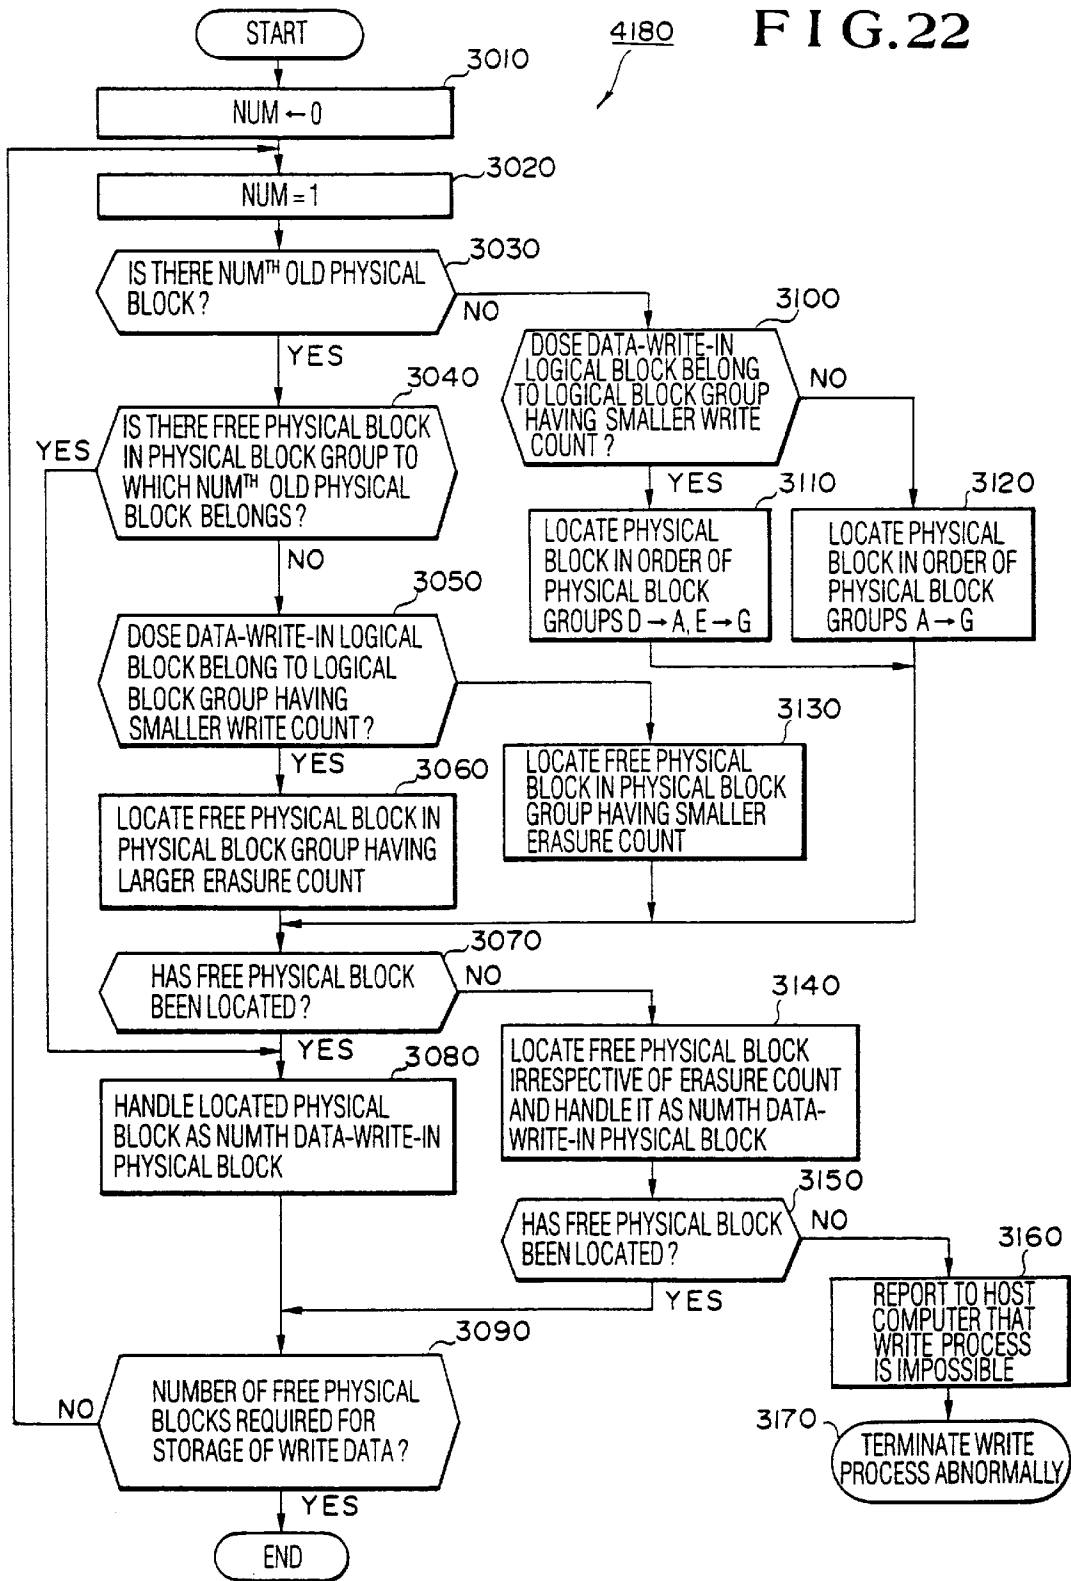 FIG.22
4180
START
3010
NUM ← 0
3020
NUM = 1
3030
IS THERE NUMTH OLD PHYSICAL
BLOCK ?
NO
YES
3100
DOSE DATA-WRITE-IN
LOGICAL BLOCK BELONG
TO LOGICAL BLOCK GROUP
HAVING SMALLER WRITE
COUNT ?
NO
YES
3040
IS THERE FREE PHYSICAL BLOCK
IN PHYSICAL BLOCK GROUP TO
WHICH NUMTH OLD PHYSICAL
BLOCK BELONGS ?
YES
NO
3110
LOCATE PHYSICAL
BLOCK IN ORDER OF
PHYSICAL BLOCK
GROUPS D → A, E → G
3120
LOCATE PHYSICAL
BLOCK IN ORDER OF
PHYSICAL BLOCK
GROUPS A → G
3050
DOSE DATA-WRITE-IN LOGICAL
BLOCK BELONG TO LOGICAL
BLOCK GROUP HAVING
SMALLER WRITE COUNT ?
YES
3130
LOCATE FREE PHYSICAL
BLOCK IN PHYSICAL BLOCK
GROUP HAVING SMALLER
ERASURE COUNT
3060
LOCATE FREE PHYSICAL BLOCK IN
PHYSICAL BLOCK GROUP HAVING
LARGER ERASURE COUNT
3070
HAS FREE PHYSICAL BLOCK
BEEN LOCATED ?
NO
YES
3140
LOCATE FREE PHYSICAL BLOCK
IRRESPECTIVE OF ERASURE COUNT
AND HANDLE IT AS NUMTH DATA-
WRITE-IN PHYSICAL BLOCK
3080
HANDLE LOCATED PHYSICAL
BLOCK AS NUMTH DATA-WRITE-IN
PHYSICAL BLOCK
3150
HAS FREE PHYSICAL BLOCK
BEEN LOCATED ?
NO
YES
3160
REPORT TO HOST
COMPUTER THAT
WRITE PROCESS
IS IMPOSSIBLE
3170
TERMINATE WRITE
PROCESS ABNORMALLY
3090
NUMBER OF FREE PHYSICAL
BLOCKS REQUIRED FOR
STORAGE OF WRITE DATA ?
NO
YES
END